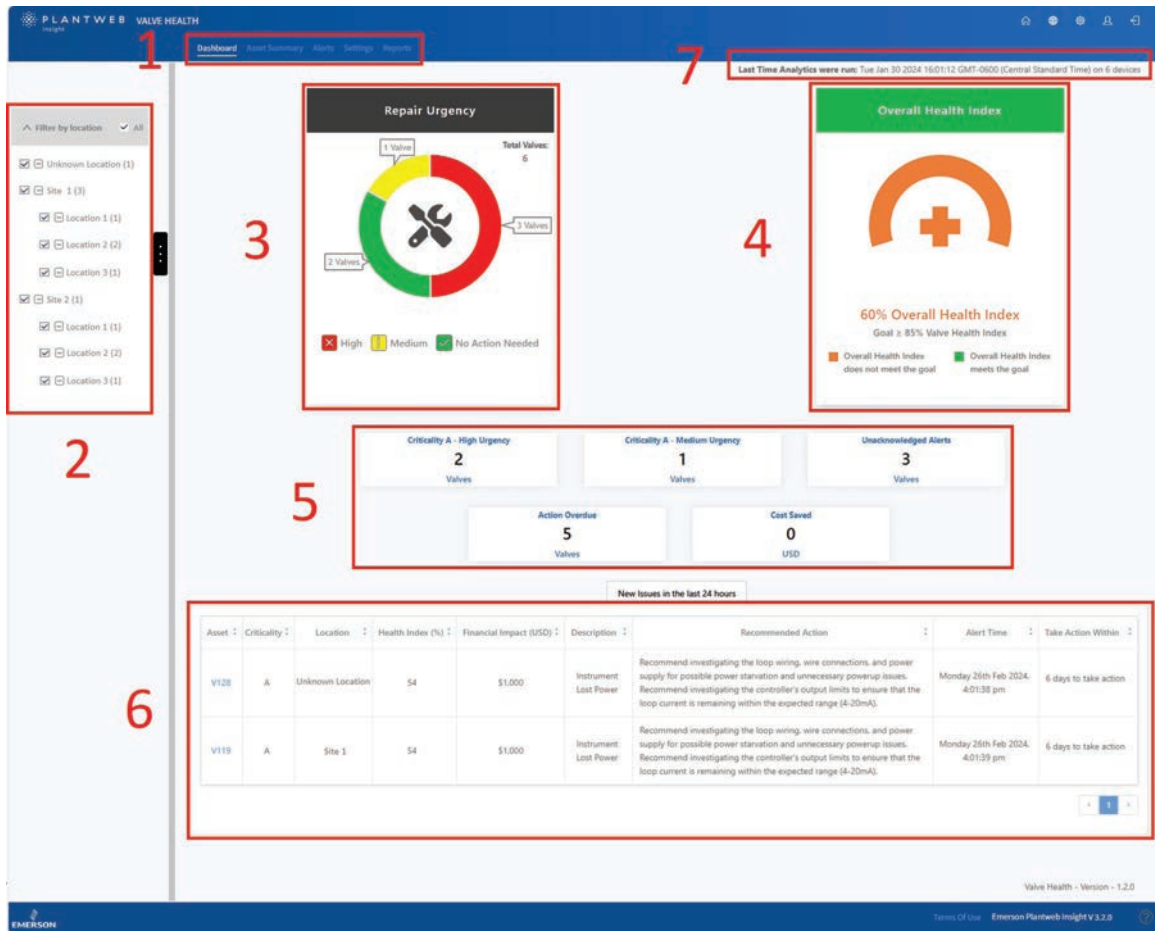 PLANTWEB VALVE HEALTH
insight
1
Dashboard Asset Summary Alerts Settings Reports
7
Last Time Analytics were run: Tue Jan 30 2024 16:01:12 GMT-0600 (Central Standard Time) on 6 devices
Filter by location All
Unknown Location (1)
Site 1 (3)
Location 1 (1)
Location 2 (2)
Location 3 (1)
Site 2 (1)
Location 1 (1)
Location 2 (2)
Location 3 (1)
2
3
Repair Urgency
Total Valves:
6
1 Valve
3 Valves
2 Valves
High Medium No Action Needed
4
Overall Health Index
60% Overall Health Index
Goal ≥ 85% Valve Health Index
Overall Health Index
does not meet the goal
Overall Health Index
meets the goal
5
Criticality A - High Urgency
2
Valves
Criticality A - Medium Urgency
1
Valves
Unacknowledged Alerts
3
Valves
Action Overdue
5
Valves
Cost Saved
0
USD
New Issues in the last 24 hours
6
Asset Criticality Location Health Index (%) Financial Impact (USD) Description Recommended Action Alert Time Take Action Within
V128 A Unknown Location 54 $1,000
Instrument
Lost Power
Recommend investigating the loop wiring, wire connections, and power
supply for possible power starvation and unnecessary powerup issues.
Recommend investigating the controller's output limits to ensure that the
loop current is remaining within the expected range (4-20mA).
Monday 26th Feb 2024,
4:01:38 pm
6 days to take action
V119 A Site 1 54 $1,000
Instrument
Lost Power
Recommend investigating the loop wiring, wire connections, and power
supply for possible power starvation and unnecessary powerup issues.
Recommend investigating the controller's output limits to ensure that the
loop current is remaining within the expected range (4-20mA).
Monday 26th Feb 2024,
4:01:39 pm
6 days to take action
1
Valve Health - Version - 1.2.0
EMERSON
Terms Of Use Emerson Plantweb Insight V3.2.0